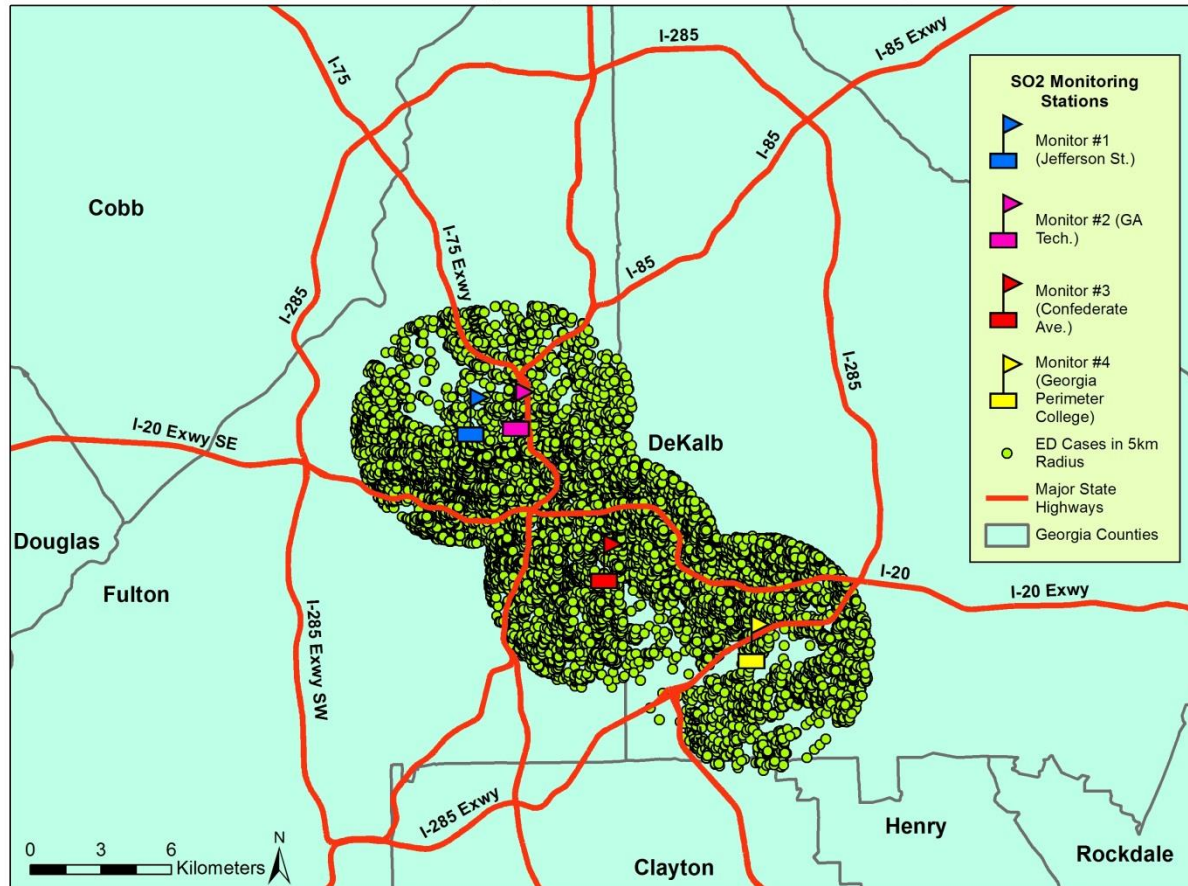 I-75
I-285
I-85 Exwy
I-85
I-75 Exwy
I-85
I-285
I-285
Cobb
I-20 Exwy SE
DeKalb
Douglas
Fulton
I-20
I-20 Exwy
I-285 Exwy SW
I-285 Exwy
Henry
Rockdale
Clayton
SO2 Monitoring
Stations
Monitor #1
(Jefferson St.)
Monitor #2 (GA
Tech.)
Monitor #3
(Confederate
Ave.)
Monitor #4
(Georgia
Perimeter
College)
ED Cases in 5km
Radius
Major State
Highways
Georgia Counties
0 3 6
Kilometers
N